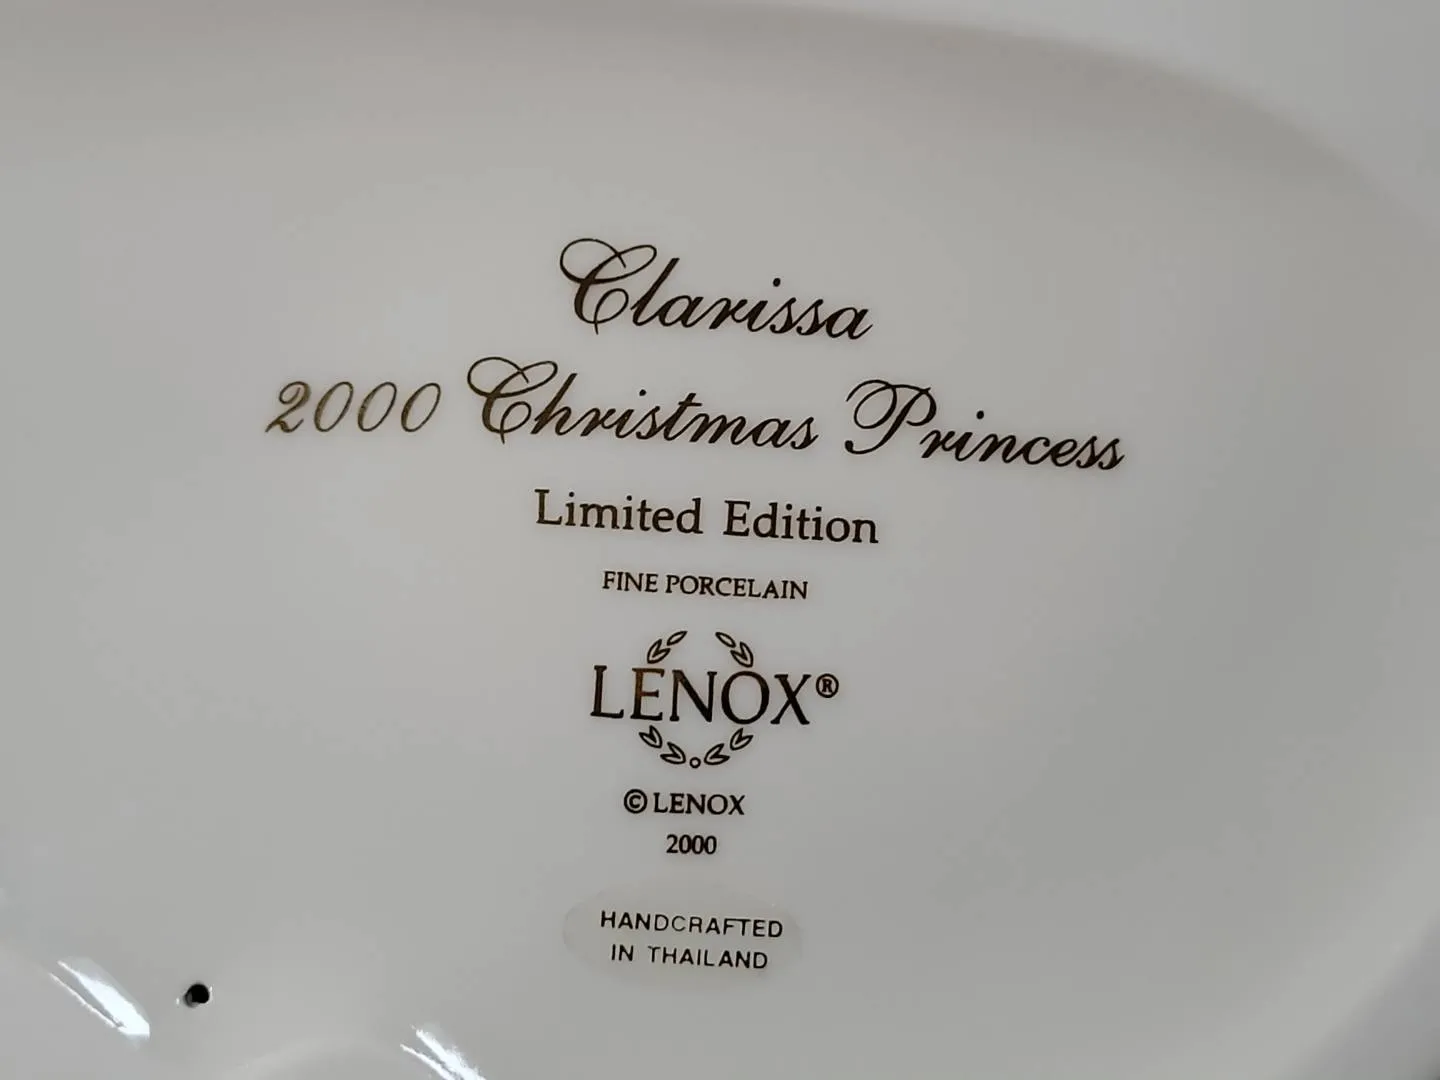 Clarissa
2000 Christmas Princess
Limited Edition
FINE PORCELAIN
LENOX®
© LENOX
2000
HANDCRAFTED
IN THAILAND